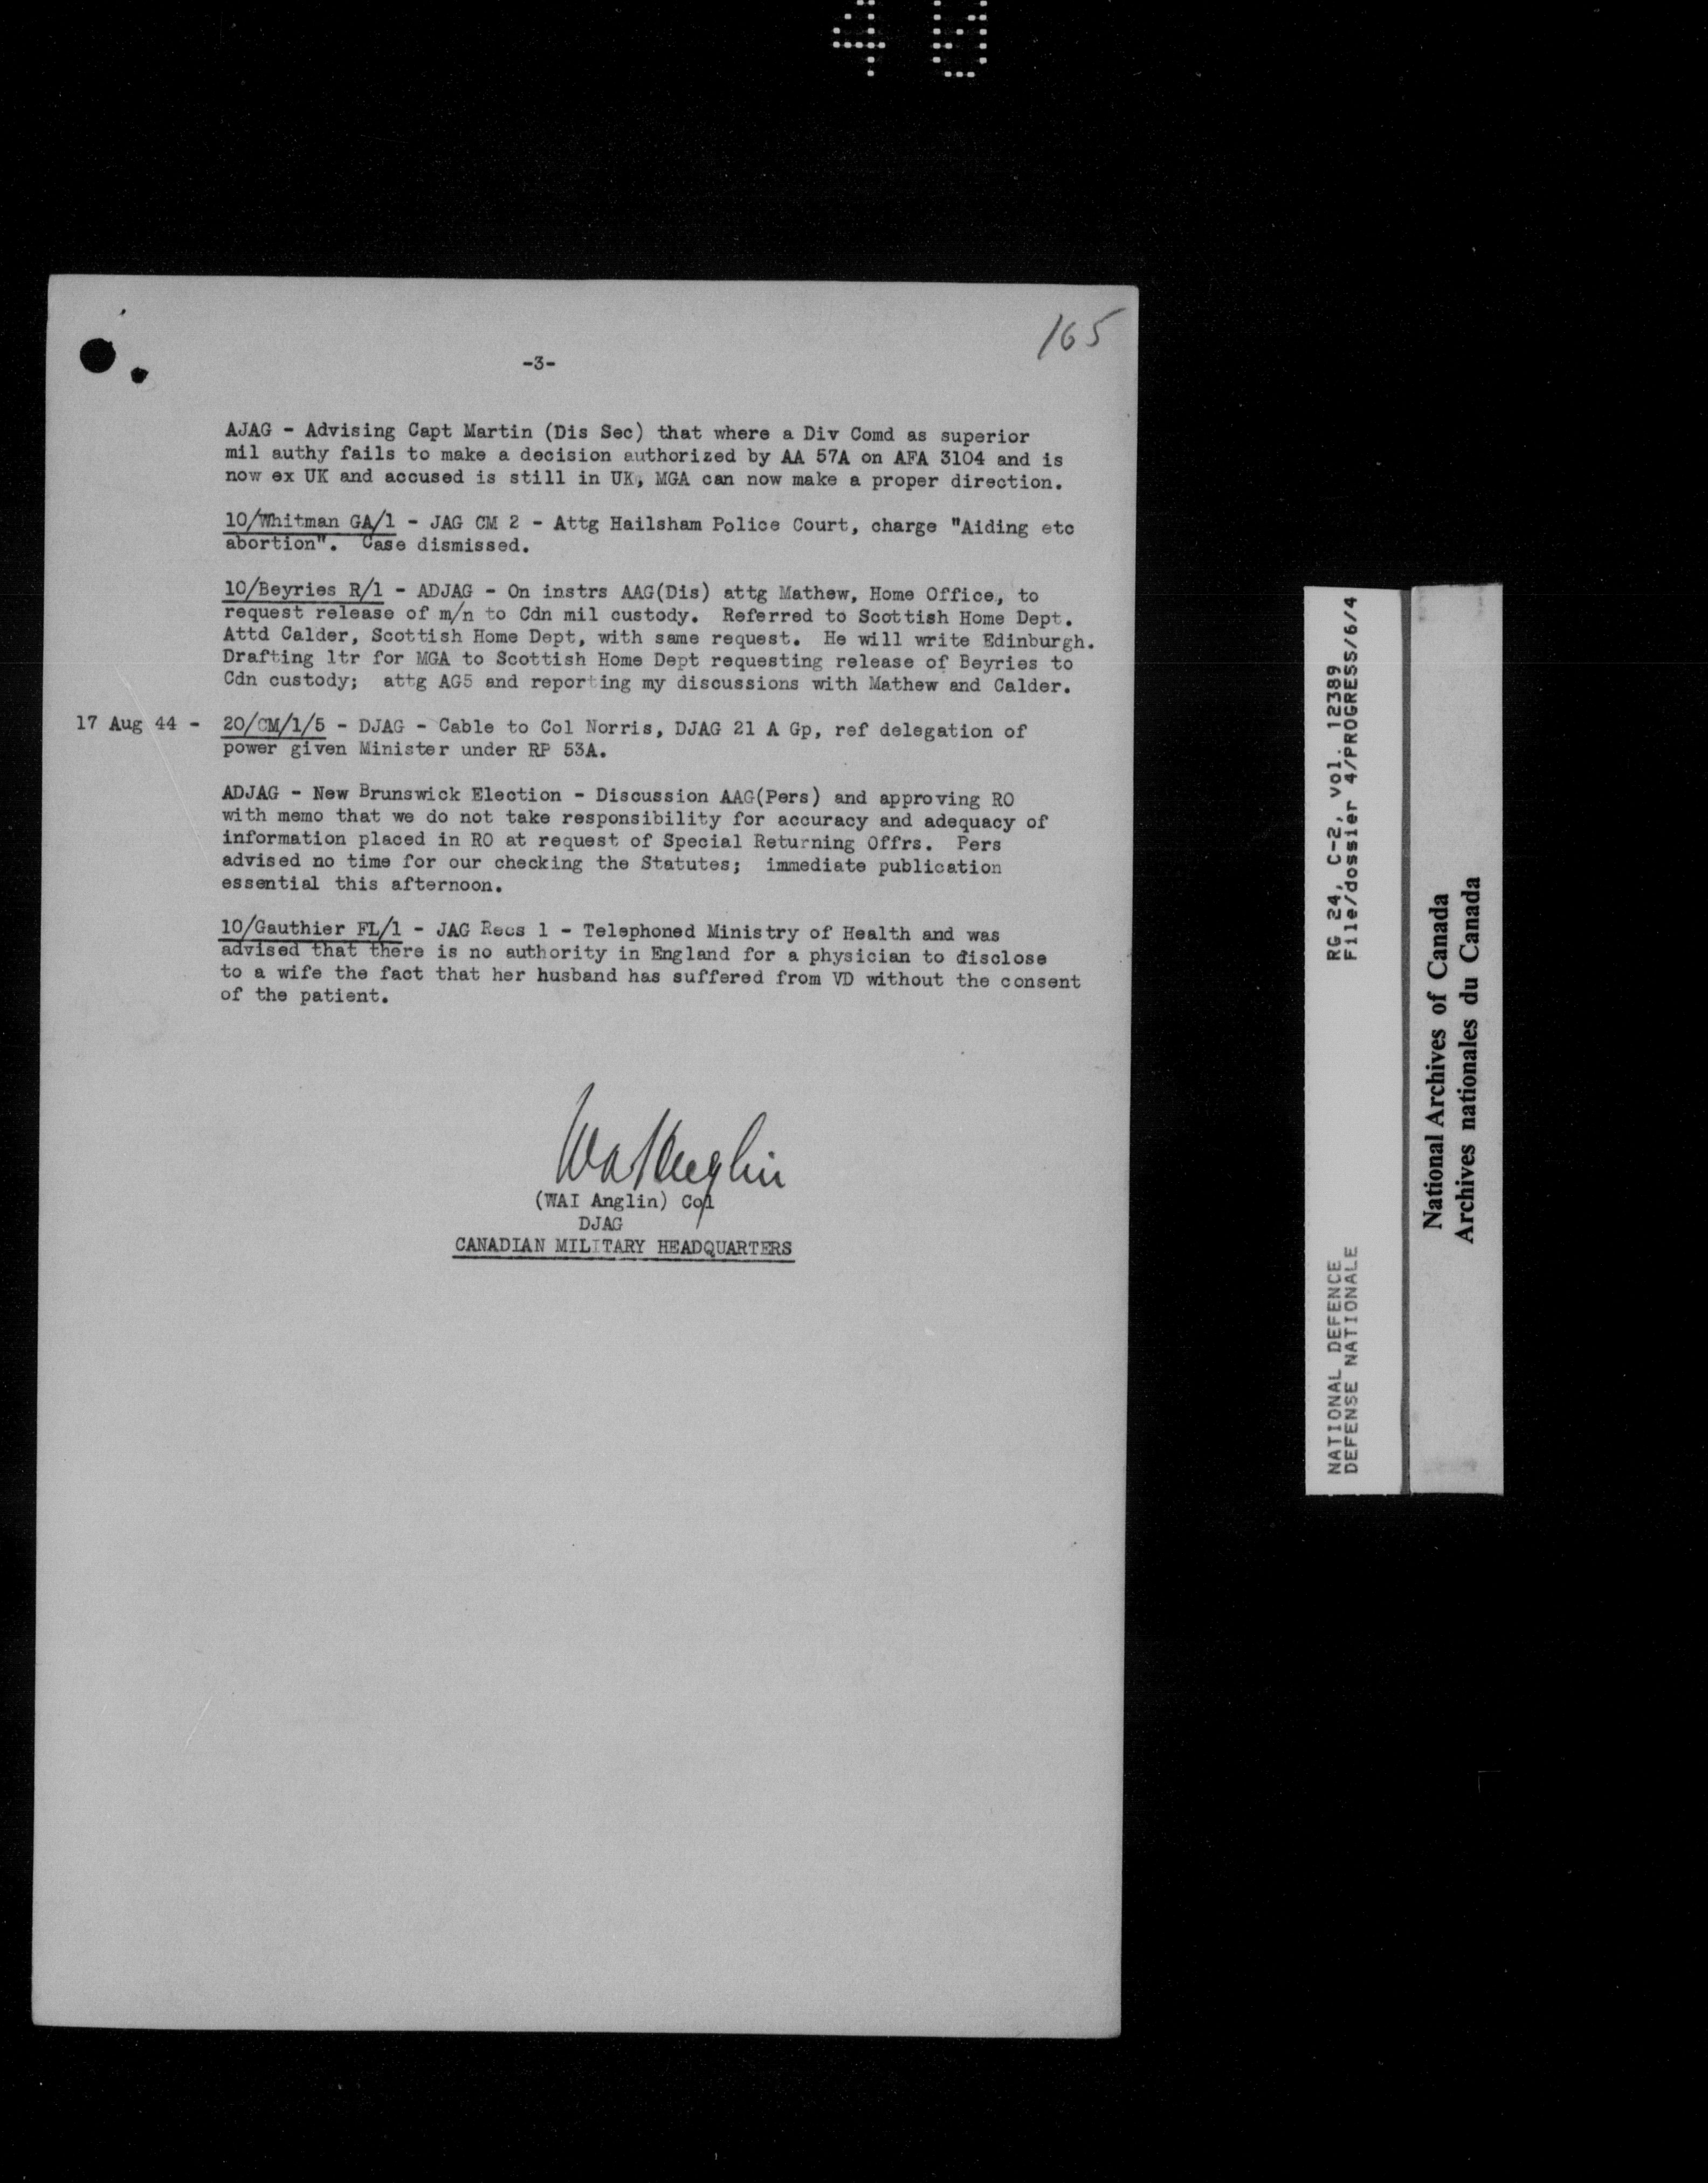 40
165
-3-
AJAG - Advising Capt Martin (Dis Sec) that where a Div Comd as superior
mil authy fails to make a decision authorized by AA 57A on AFA 3104 and is
now ex UK and accused is still in UK, MGA can now make a proper direction.
10/Whitman GA/1 - JAG CM 2 - Attg Hailsham Police Court, charge "Aiding etc
abortion". Case dismissed.
10/Beyries R/1 - ADJAG - On instrs AAG(Dis) attg Mathew, Home Office, to
request release of m/n to Cdn mil custody. Referred to Scottish Home Dept.
Attd Calder, Scottish Home Dept, with same request. He will write Edinburgh.
Drafting ltr for MGA to Scottish Home Dept requesting release of Beyries to
Cdn custody; attg AG5 and reporting my discussions with Mathew and Calder.
17 Aug 44 - 20/CM/1/5 - DJAG - Cable to Col Norris, DJAG 21 A Gp, ref delegation of
power given Minister under RP 53A.
ADJAG - New Brunswick Election - Discussion AAG(Pers) and approving RO
with memo that we do not take responsibility for accuracy and adequacy of
information placed in RO at request of Special Returning Offrs. Pers
advised no time for our checking the Statutes; immediate publication
essential this afternoon.
10/Gauthier FL/1 - JAG Recs 1 - Telephoned Ministry of Health and was
advised that there is no authority in England for a physician to disclose
to a wife the fact that her husband has suffered from VD without the consent
of the patient.
WAI Anglin
(WAI Anglin) Col
DJAG
CANADIAN MILITARY HEADQUARTERS
NATIONAL DEFENCE RG 24, C-2, vol. 12389
DEFENSE NATIONALE File/dossier 4/PROGRESS/6/4
National Archives of Canada
Archives nationales du Canada